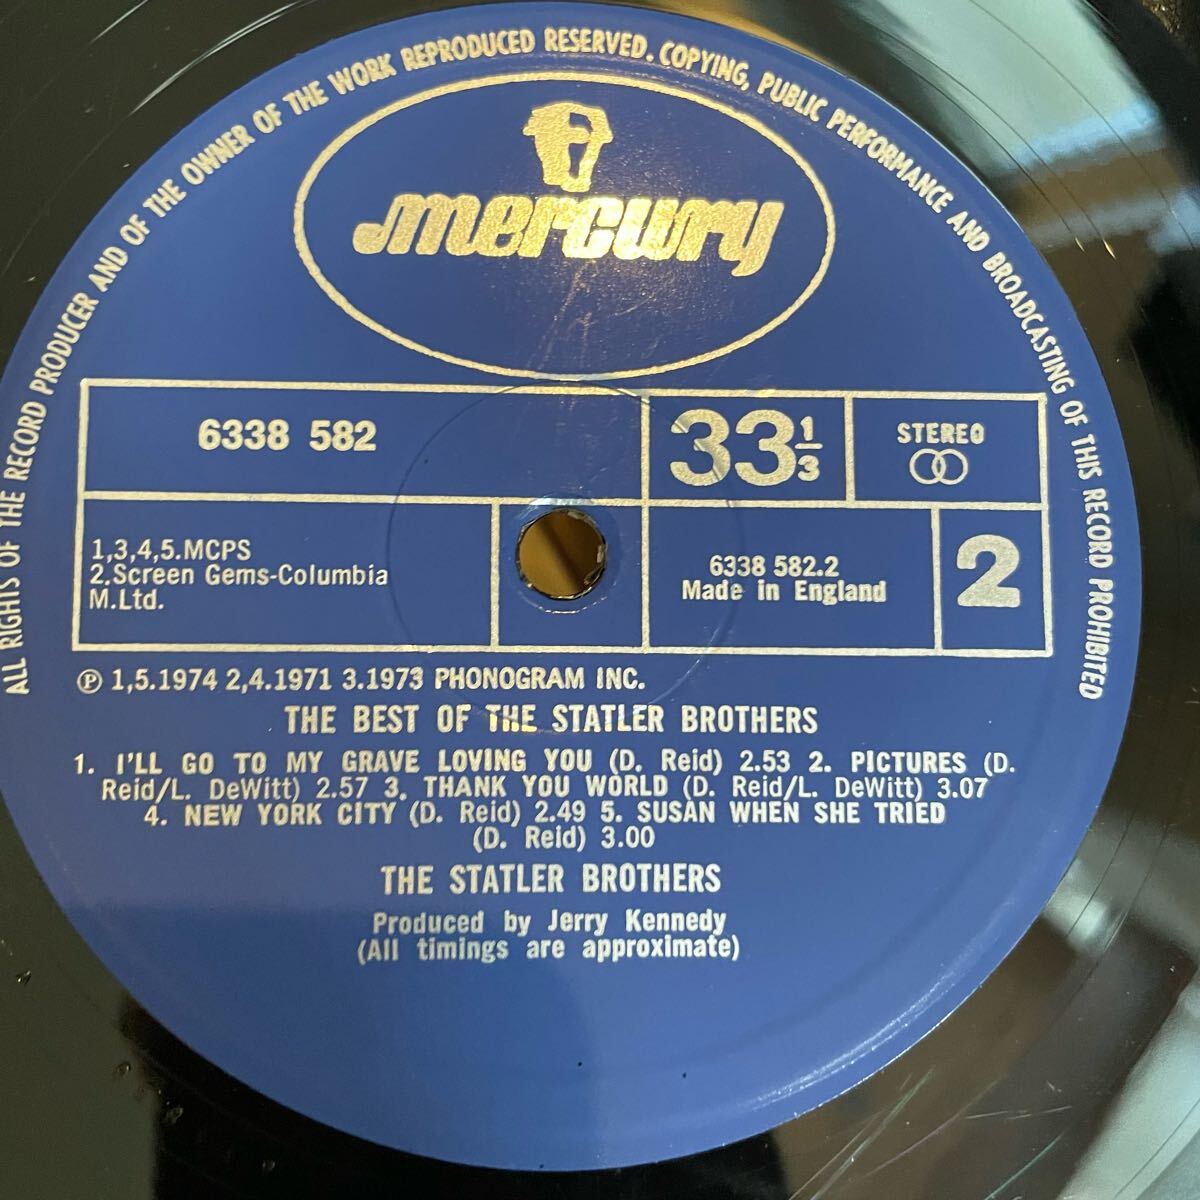 ALL RIGHTS OF THE RECORD PRODUCER AND OF THE OWNER OF THE WORK REPRODUCED RESERVED. COPYING, PUBLIC PERFORMANCE AND BROADCASTING OF THIS RECORD PROHIBITED
mercury
6338 582
33 1/3
STEREO
1,3,4,5.MCPS
2.Screen Gems-Columbia
M.Ltd.
6338 582.2
Made in England
2
℗ 1,5.1974 2,4.1971 3.1973 PHONOGRAM INC.
THE BEST OF THE STATLER BROTHERS
1. I'LL GO TO MY GRAVE LOVING YOU (D. Reid) 2.53 2. PICTURES (D.
Reid/L. DeWitt) 2.57 3. THANK YOU WORLD (D. Reid/L. DeWitt) 3.07
4. NEW YORK CITY (D. Reid) 2.49 5. SUSAN WHEN SHE TRIED
(D. Reid) 3.00
THE STATLER BROTHERS
Produced by Jerry Kennedy
(All timings are approximate)